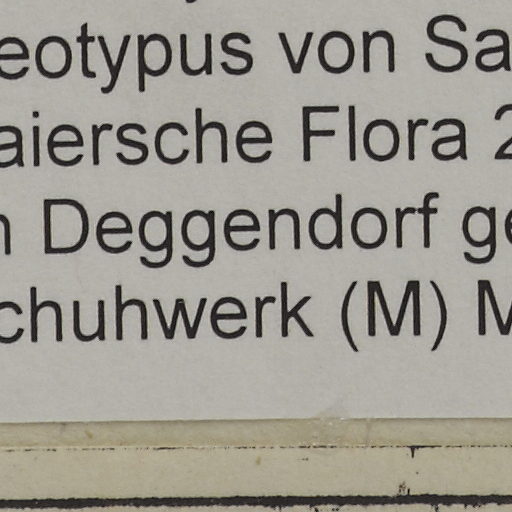 eotypus von Sa
aiersche Flora 2
n Deggendorf ge
chuhwerk (M) M